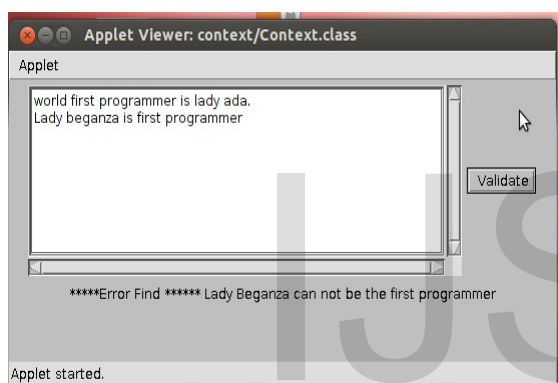 Applet Viewer: context/Context.class
Applet
world first programmer is lady ada.
Lady beganza is first programmer
Validate
*****Error Find ****** Lady Beganza can not be the first programmer
Applet started.
IJS